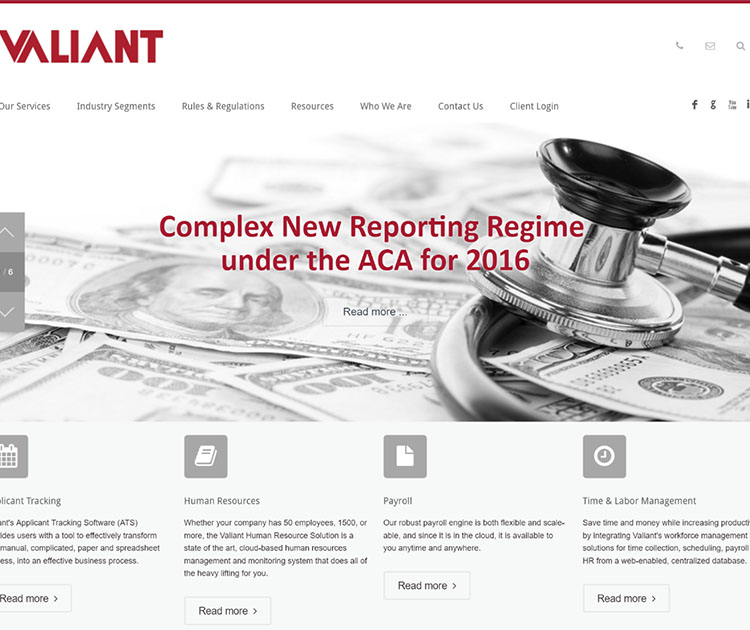 VALIANT
Our Services Industry Segments Rules & Regulations Resources Who We Are Contact Us Client Login
Complex New Reporting Regime
under the ACA for 2016
/ 6
Read more ...
100
HF
plicant Tracking
ant's Applicant Tracking Software (ATS)
ides users with a tool to effectively transform
manual, complicated, paper and spreadsheet
ess, into an effective business process.
Read more
Human Resources
Whether your company has 50 employees, 1500, or
more, the Valiant Human Resource Solution is a
state of the art, cloud-based human resources
management and monitoring system that does all of
the heavy lifting for you.
Read more
Payroll
Our robust payroll engine is both flexible and scale-
able, and since it is in the cloud, it is available to
you anytime and anywhere.
Read more
Time & Labor Management
Save time and money while increasing producti
by integrating Valiant's workforce management
solutions for time collection, scheduling, payroll
HR from a web-enabled, centralized database.
Read more